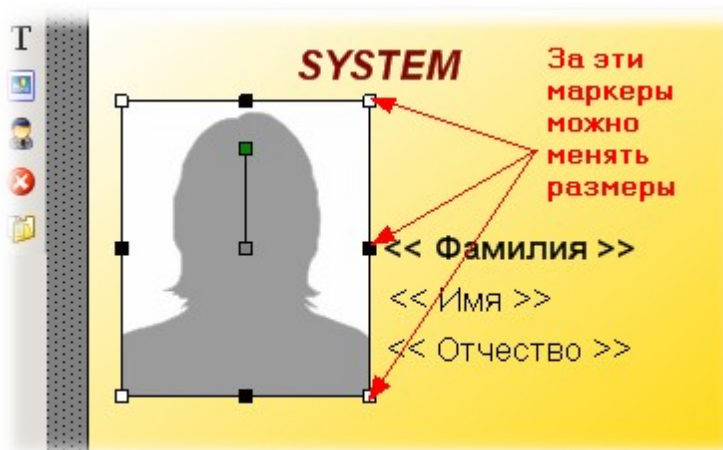 T
SYSTEM
За эти
маркеры
можно
менять
размеры
<< Фамилия >>
<< Имя >>
<< Отчество >>